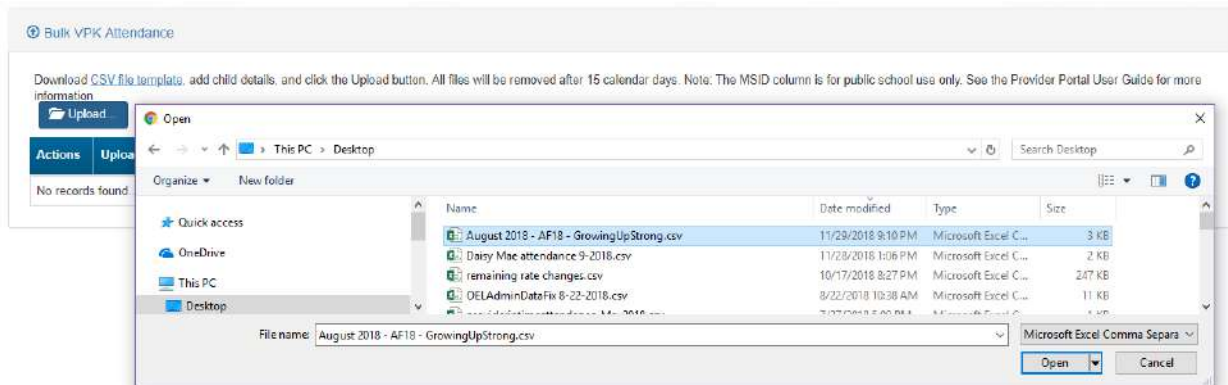 Bulk VPK Attendance
Download CSV file template, add child details, and click the Upload button. All files will be removed after 15 calendar days. Note: The MSID column is for public school use only. See the Provider Portal User Guide for more
information
Upload...
Open
Actions Uploa
This PC > Desktop
Search Desktop
Organize New folder
No records found
Name Date modified Type Size
Quick access
August 2018 - AF18 - GrowingUpStrong.csv 11/29/2018 9:10 PM Microsoft Excel C... 3 KB
OneDrive
Daisy Mae attendance 9-2018.csv 11/28/2018 1:06 PM Microsoft Excel C... 2 KB
remaining rate changes.csv 10/17/2018 8:27 PM Microsoft Excel C... 247 KB
This PC
OELAdminDataFix 8-22-2018.csv 8/22/2018 10:38 AM Microsoft Excel C... 11 KB
Desktop
File name: August 2018 - AF18 - GrowingUpStrong.csv
Microsoft Excel Comma Separa
Open Cancel